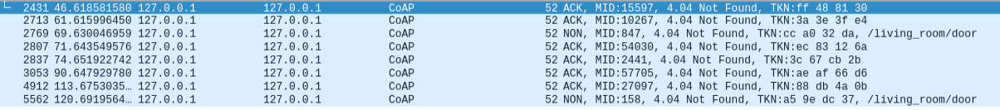 2431 46.618581580 127.0.0.1 127.0.0.1 CoAP 52 ACK, MID:15597, 4.04 Not Found, TKN:ff 48 81 30
2713 61.615996450 127.0.0.1 127.0.0.1 CoAP 52 ACK, MID:10267, 4.04 Not Found, TKN:3a 3e 3f e4
2769 69.630046959 127.0.0.1 127.0.0.1 CoAP 52 NON, MID:847, 4.04 Not Found, TKN:cc a0 32 da, /living_room/door
2807 71.643549576 127.0.0.1 127.0.0.1 CoAP 52 ACK, MID:54030, 4.04 Not Found, TKN:ec 83 12 6a
2837 74.651922742 127.0.0.1 127.0.0.1 CoAP 52 ACK, MID:2441, 4.04 Not Found, TKN:3c 67 cb 2b
3053 90.647929780 127.0.0.1 127.0.0.1 CoAP 52 ACK, MID:57705, 4.04 Not Found, TKN:ae af 66 d6
4912 113.6753035… 127.0.0.1 127.0.0.1 CoAP 52 ACK, MID:27097, 4.04 Not Found, TKN:88 db 4a 0b
5562 120.6919564… 127.0.0.1 127.0.0.1 CoAP 52 NON, MID:158, 4.04 Not Found, TKN:a5 9e dc 37, /living_room/door